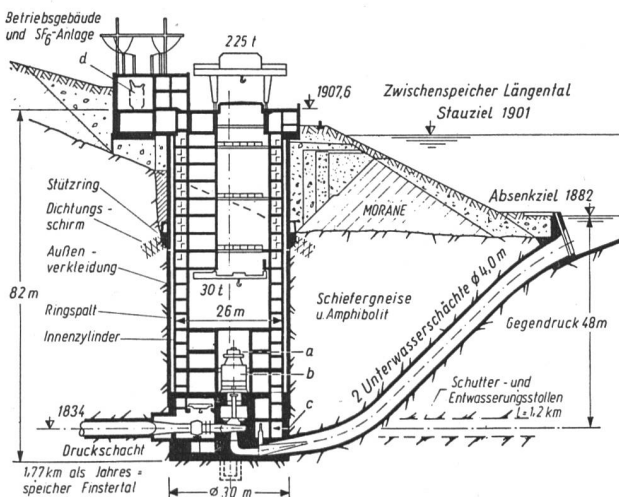 Betriebsgebäude
und SF₆-Anlage
d
225 t
1907,6
Zwischenspeicher Längental
Stauziel 1901
Absenkziel 1882
MORÄNE
Stützring
Dichtungs-
schirm
Außen-
verkleidung
82 m
30 t
26 m
Ringspalt
Innenzylinder
Schiefergneise
u. Amphibolit
2 Unterwasserschächte ϕ 4,0 m
Gegendruck 48 m
a
b
c
Schutter- und
Entwässerungsstollen
L = 1,2 km
1834
Druckschacht
1,77 km als Jahres=
speicher Finstertal
ϕ 30 m